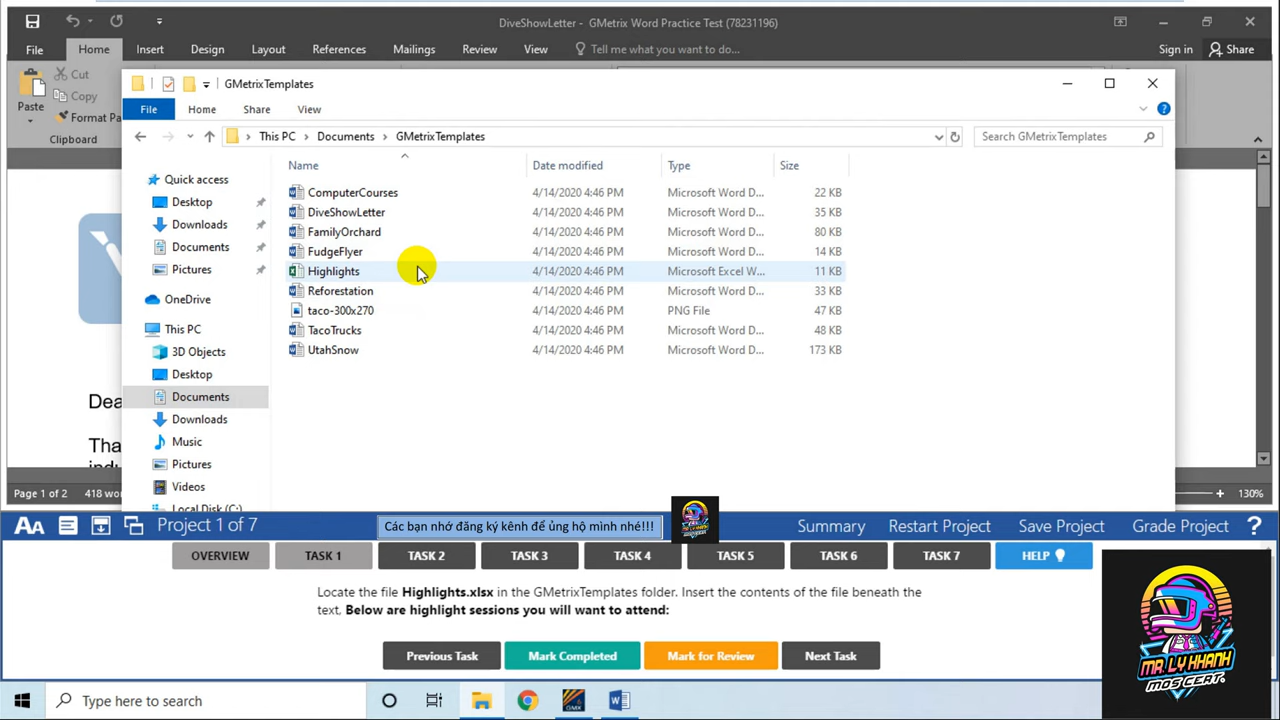 DiveShowLetter - GMetrix Word Practice Test (78231196)
File Home Insert Design Layout References Mailings Review View Tell me what you want to do... Sign in Share
Cut
Copy
Paste
Format Pa
Clipboard
GMetrixTemplates
File Home Share View
This PC Documents GMetrixTemplates Search GMetrixTemplates
Name Date modified Type Size
Quick access
Desktop
Downloads
Documents
Pictures
OneDrive
This PC
3D Objects
Desktop
Documents
Downloads
Music
Pictures
Videos
Local Disk (C:)
ComputerCourses 4/14/2020 4:46 PM Microsoft Word D... 22 KB
DiveShowLetter 4/14/2020 4:46 PM Microsoft Word D... 35 KB
FamilyOrchard 4/14/2020 4:46 PM Microsoft Word D... 80 KB
FudgeFlyer 4/14/2020 4:46 PM Microsoft Word D... 14 KB
Highlights 4/14/2020 4:46 PM Microsoft Excel W... 11 KB
Reforestation 4/14/2020 4:46 PM Microsoft Word D... 33 KB
taco-300x270 4/14/2020 4:46 PM PNG File 47 KB
TacoTrucks 4/14/2020 4:46 PM Microsoft Word D... 48 KB
UtahSnow 4/14/2020 4:46 PM Microsoft Word D... 173 KB
Dea
Tha
Page 1 of 2 418 wo 130%
AA Project 1 of 7 Các bạn nhớ đăng ký kênh để ủng hộ mình nhé!!! Summary Restart Project Save Project Grade Project ?
OVERVIEW TASK 1 TASK 2 TASK 3 TASK 4 TASK 5 TASK 6 TASK 7 HELP
Locate the file Highlights.xlsx in the GMetrixTemplates folder. Insert the contents of the file beneath the
text, Below are highlight sessions you will want to attend:
Previous Task Mark Completed Mark for Review Next Task
MR. LY KHANH
MOS CERT.
Type here to search